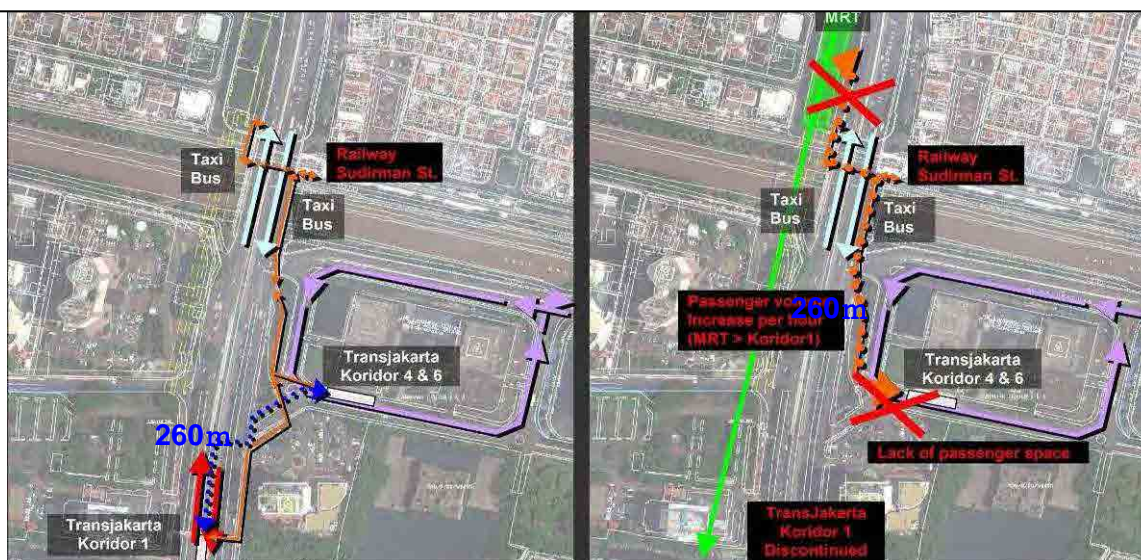 Taxi
Bus
Railway
Sudirman St.
Taxi
Bus
Transjakarta
Koridor 4 & 6
260m
Transjakarta
Koridor 1
MRT
Railway
Sudirman St.
Taxi
Bus
Taxi
Bus
Passenger vo
260m
Increase per hour
(MRT > Koridor1)
Transjakarta
Koridor 4 & 6
Lack of passenger space
TransJakarta
Koridor 1
Discontinued